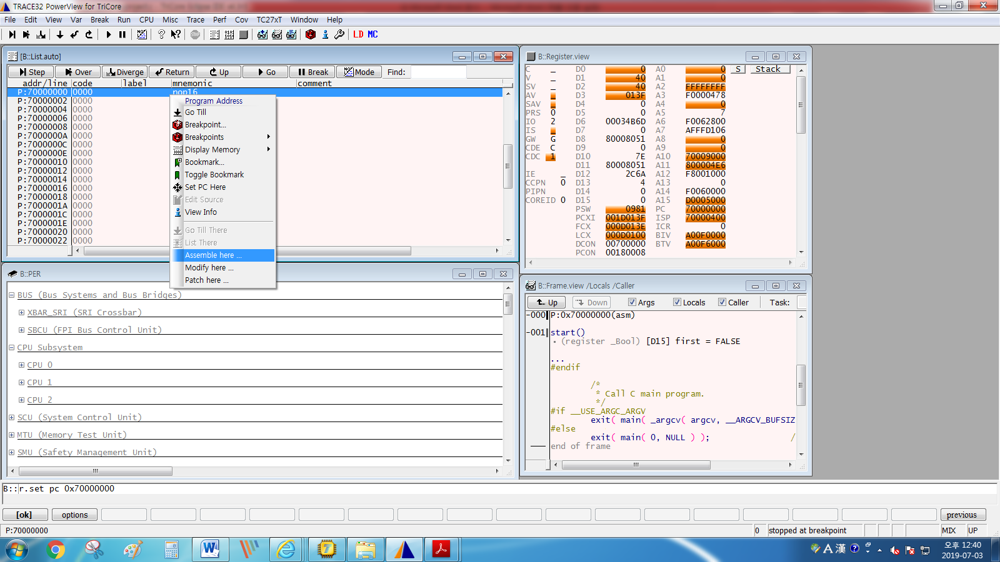 TRACE32 PowerView for TriCore
File Edit View Var Break Run CPU Misc Trace Perf Cov TC27xT Window Help
LD MC
[B::List.auto]
Step Over Diverge Return Up Go Break Mode Find:
addr/line code label mnemonic comment
P:70000000 0000 nop16
P:70000002 0000
P:70000004 0000
P:70000006 0000
P:70000008 0000
P:7000000A 0000
P:7000000C 0000
P:7000000E 0000
P:70000010 0000
P:70000012 0000
P:70000014 0000
P:70000016 0000
P:70000018 0000
P:7000001A 0000
P:7000001C 0000
P:7000001E 0000
P:70000020 0000
P:70000022 0000
Program Address
Go Till
Breakpoint...
Breakpoints
Display Memory
Bookmark...
Toggle Bookmark
Set PC Here
Edit Source
View Info
Go Till There
List There
Assemble here ...
Modify here ...
Patch here ...
B::Register.view
C _ D0 0 A0 0 S Stack
V _ D1 40 A1 0
SV _ D2 40 A2 FFFFFFFF
AV _ D3 013F A3 F0000478
SAV _ D4 0 A4 0
PRS 0 D5 0 A5 7
IO 2 D6 00034B6D A6 F0062800
IS _ D7 0 A7 AFFFD106
GW G D8 80008051 A8 0
CDE C D9 0 A9 0
CDC 1 D10 7E A10 70009000
D11 80008051 A11 800004E6
IE _ D12 2C6A A12 F8001000
CCPN 0 D13 4 A13 0
PIPN D14 0 A14 F0060000
COREID 0 D15 0 A15 D0005000
PSW 0981 PC 70000000
PCXI 001D013F ISP 70000400
FCX 000D013E ICR 0
LCX 000D0100 BIV A00F0000
DCON 00700000 BTV A00F6000
PCON 00180008
B::PER
BUS (Bus Systems and Bus Bridges)
XBAR_SRI (SRI Crossbar)
SBCU (FPI Bus Control Unit)
CPU Subsystem
CPU 0
CPU 1
CPU 2
SCU (System Control Unit)
MTU (Memory Test Unit)
SMU (Safety Management Unit)
B::Frame.view /Locals /Caller
Up Down Args Locals Caller Task:
-000 P:0x70000000(asm)
-001 start()
(register _Bool) [D15] first = FALSE
...
#endif
/*
* Call C main program.
*/
#if __USE_ARGC_ARGV
exit( main( _argcv( argcv, __ARGCV_BUFSIZ
#else
exit( main( 0, NULL ) ); /
end of frame
B::r.set pc 0x70000000
[ok] options previous
P:70000000 0 stopped at breakpoint MIX UP
A 漢 오후 12:40
2019-07-03